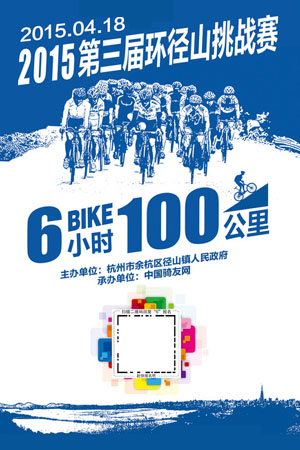 2015.04.18
2015第三届环径山挑战赛
6小时 BIKE 100公里
主办单位：杭州市余杭区径山镇人民政府
承办单位：中国骑友网